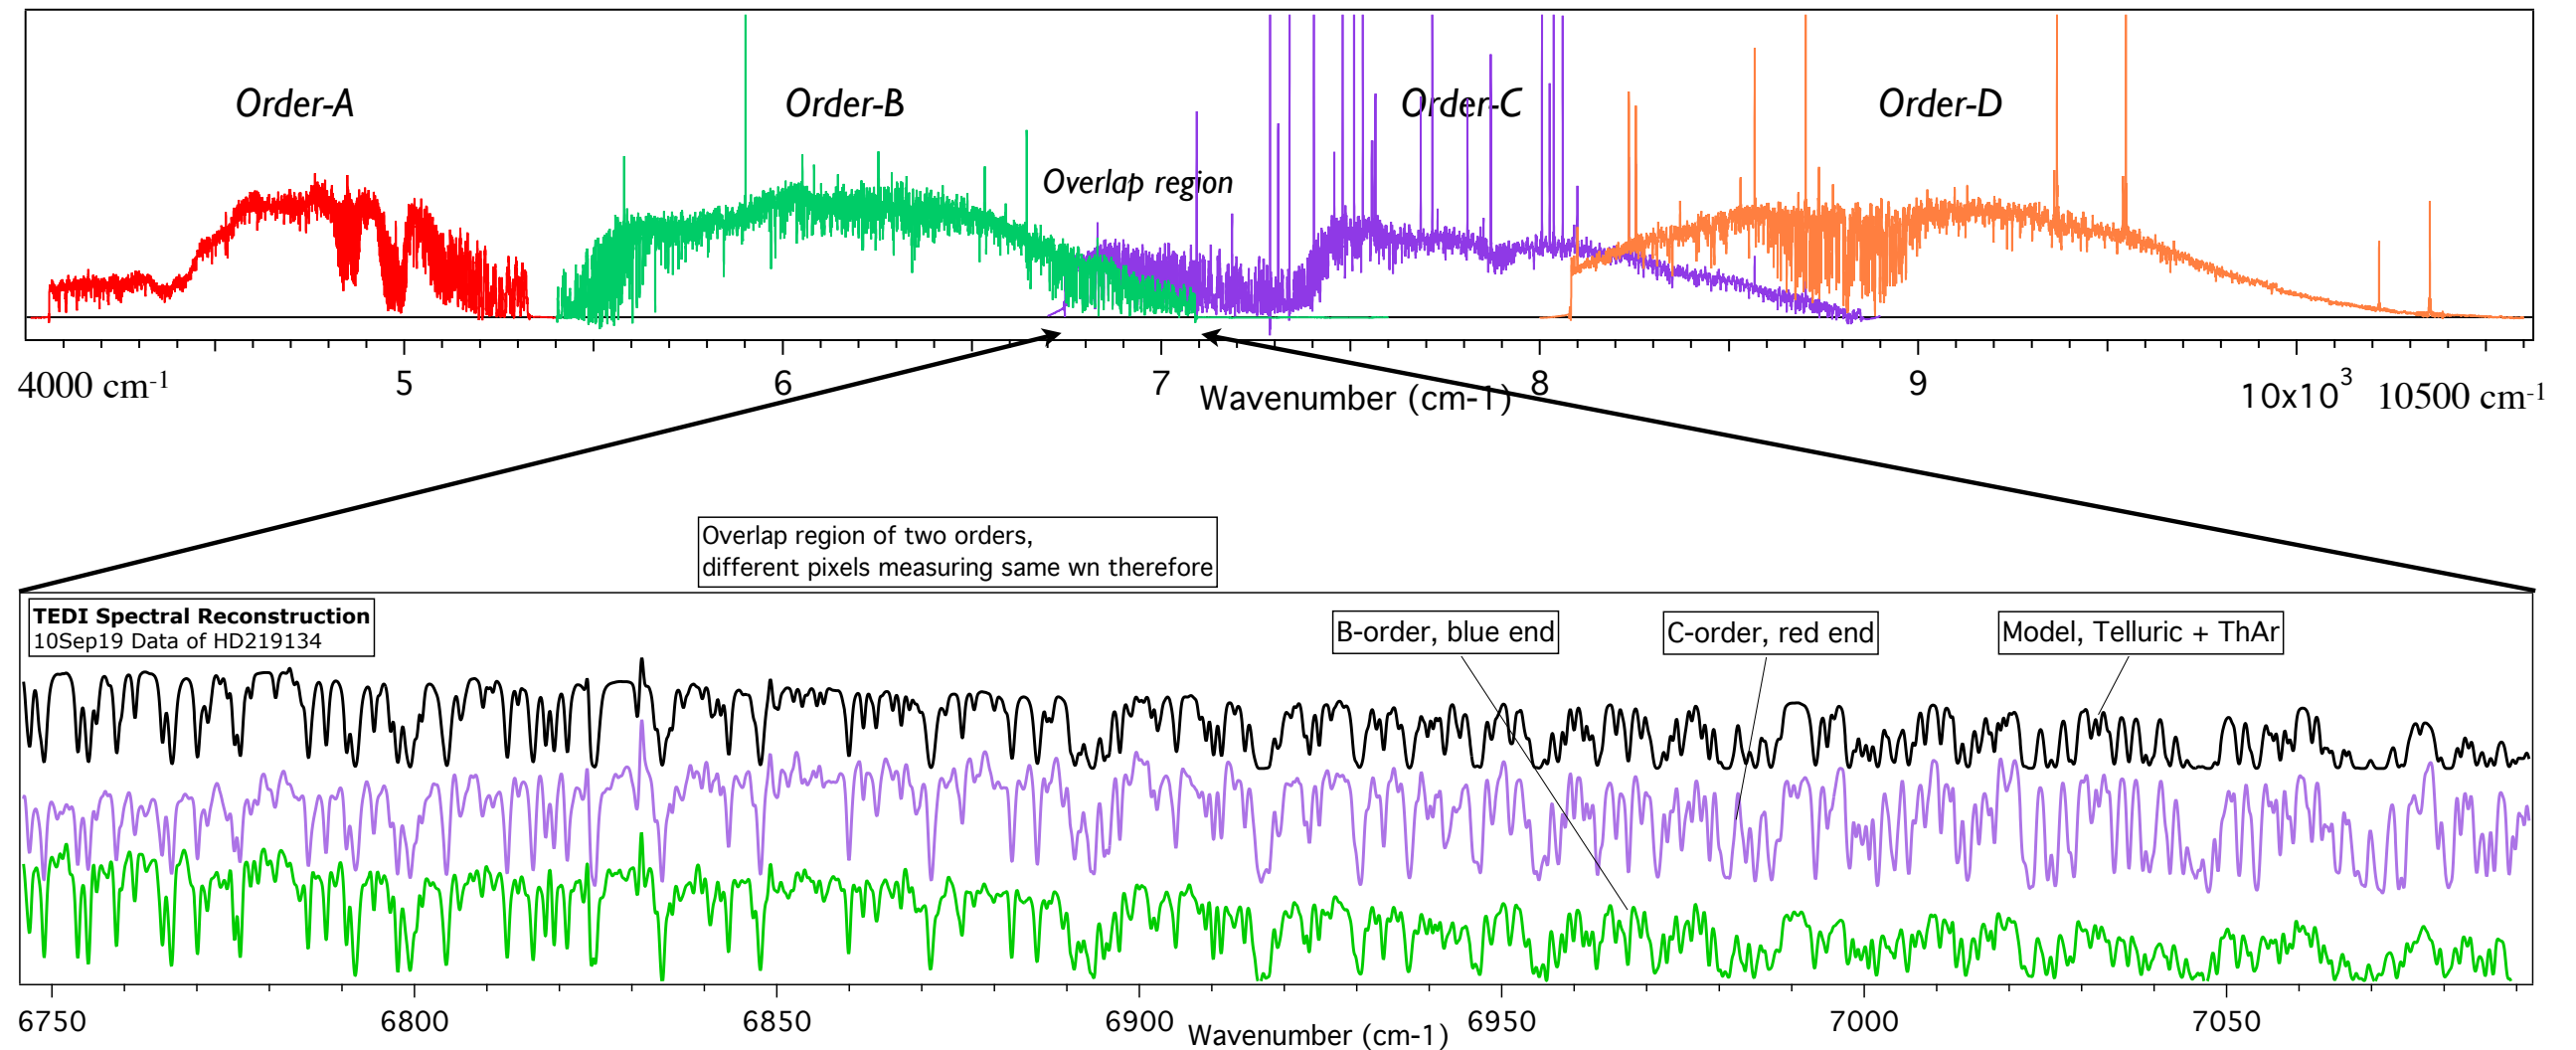 Order-A
Order-B
Order-C
Order-D
Overlap region
4000 cm-1
5
6
7
8
9
10x10³
10500 cm-1
Wavenumber (cm-1)
Overlap region of two orders,
different pixels measuring same wn therefore
TEDI Spectral Reconstruction
10Sep19 Data of HD219134
B-order, blue end
C-order, red end
Model, Telluric + ThAr
6750
6800
6850
6900
6950
7000
7050
Wavenumber (cm-1)